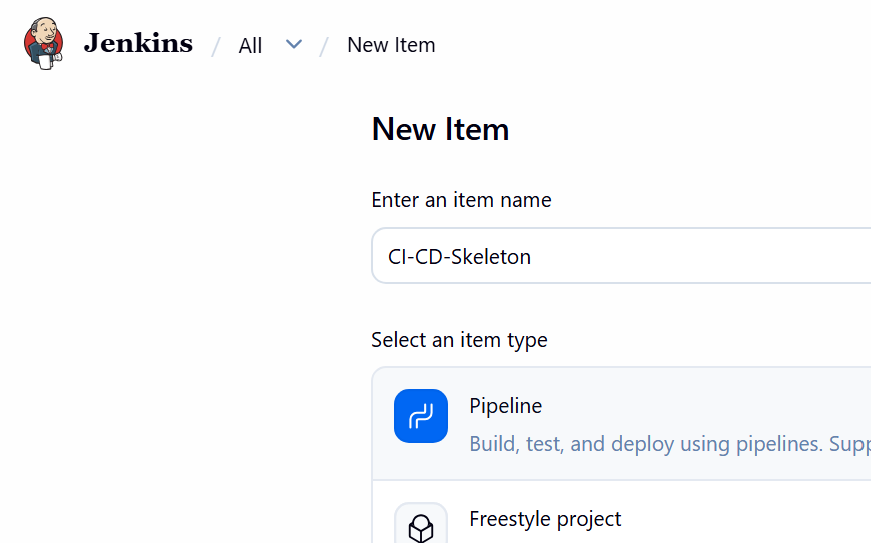 Jenkins / All / New Item
New Item
Enter an item name
CI-CD-Skeleton
Select an item type
Pipeline
Build, test, and deploy using pipelines. Supp
Freestyle project